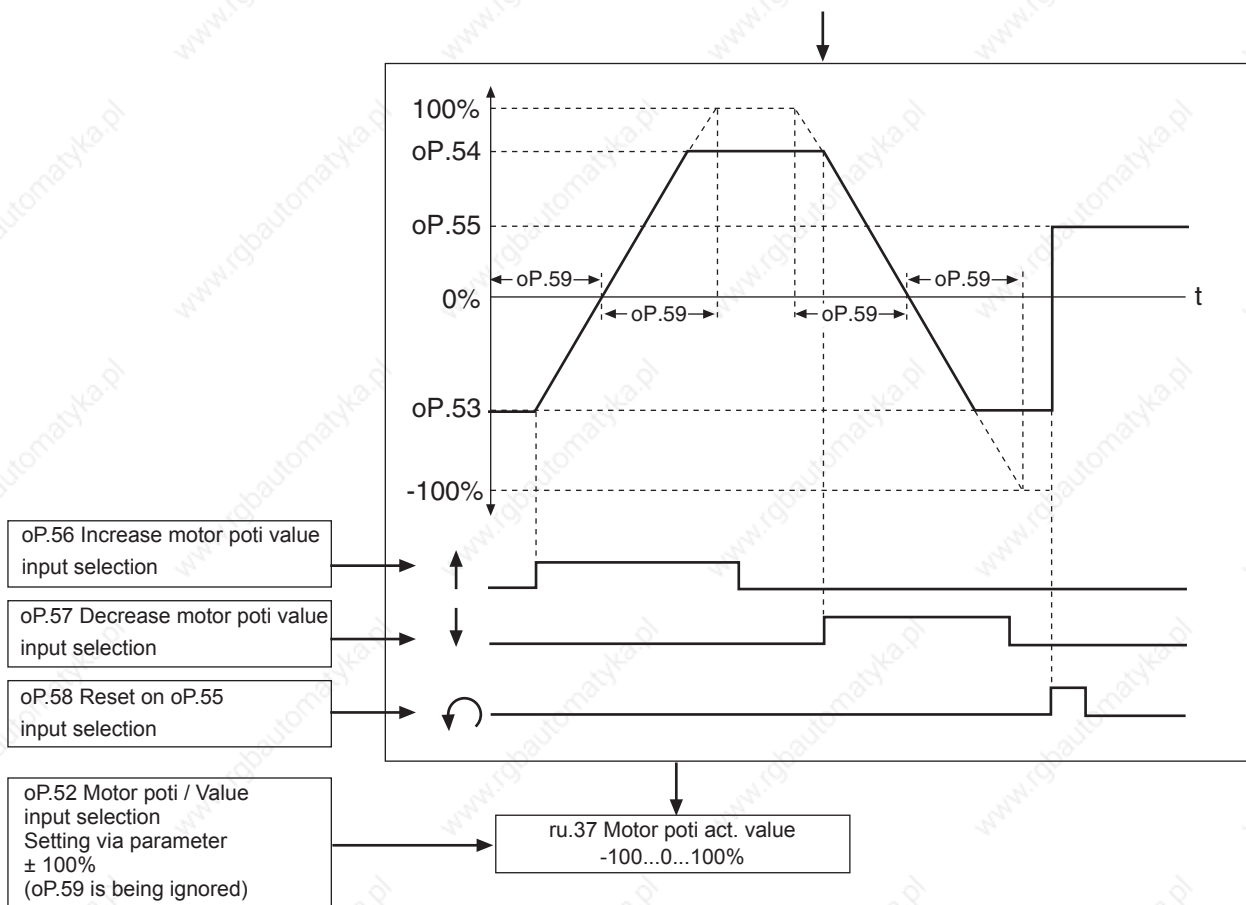 100%
oP.54
oP.55
oP.59
oP.59
0%
t
oP.59
oP.59
oP.53
-100%
oP.56 Increase motor poti value
input selection
oP.57 Decrease motor poti value
input selection
oP.58 Reset on oP.55
input selection
oP.52 Motor poti / Value
input selection
Setting via parameter
± 100%
(oP.59 is being ignored)
ru.37 Motor poti act. value
-100...0...100%
www.rgbautomatyka.pl